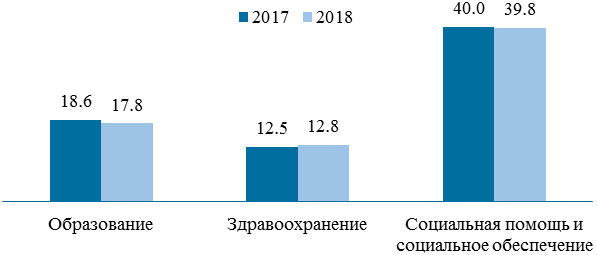 2017 2018
40.0 39.8
18.6 17.8
12.5 12.8
Образование Здравоохранение Социальная помощь и
социальное обеспечение